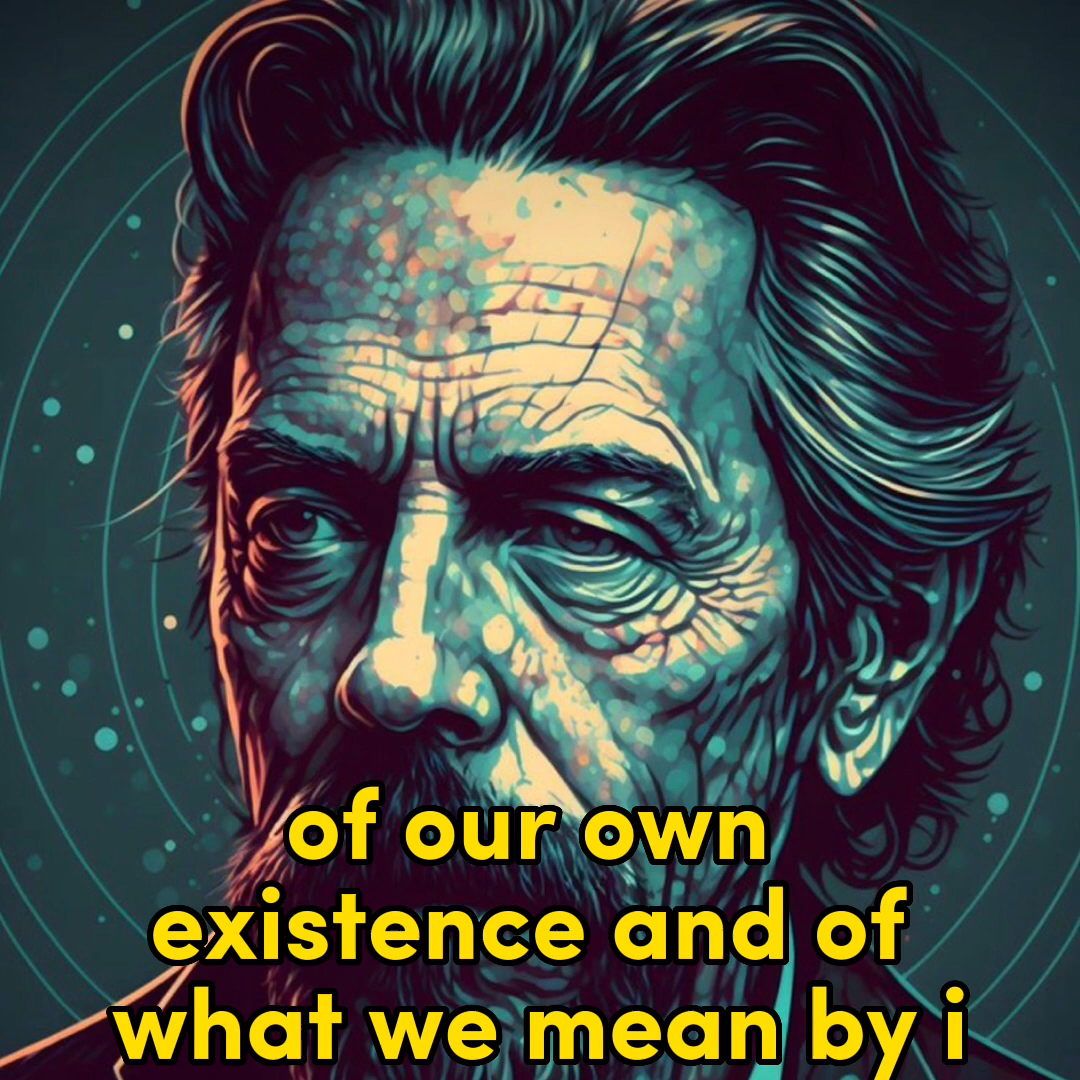 of our own
existence and of
what we mean by i